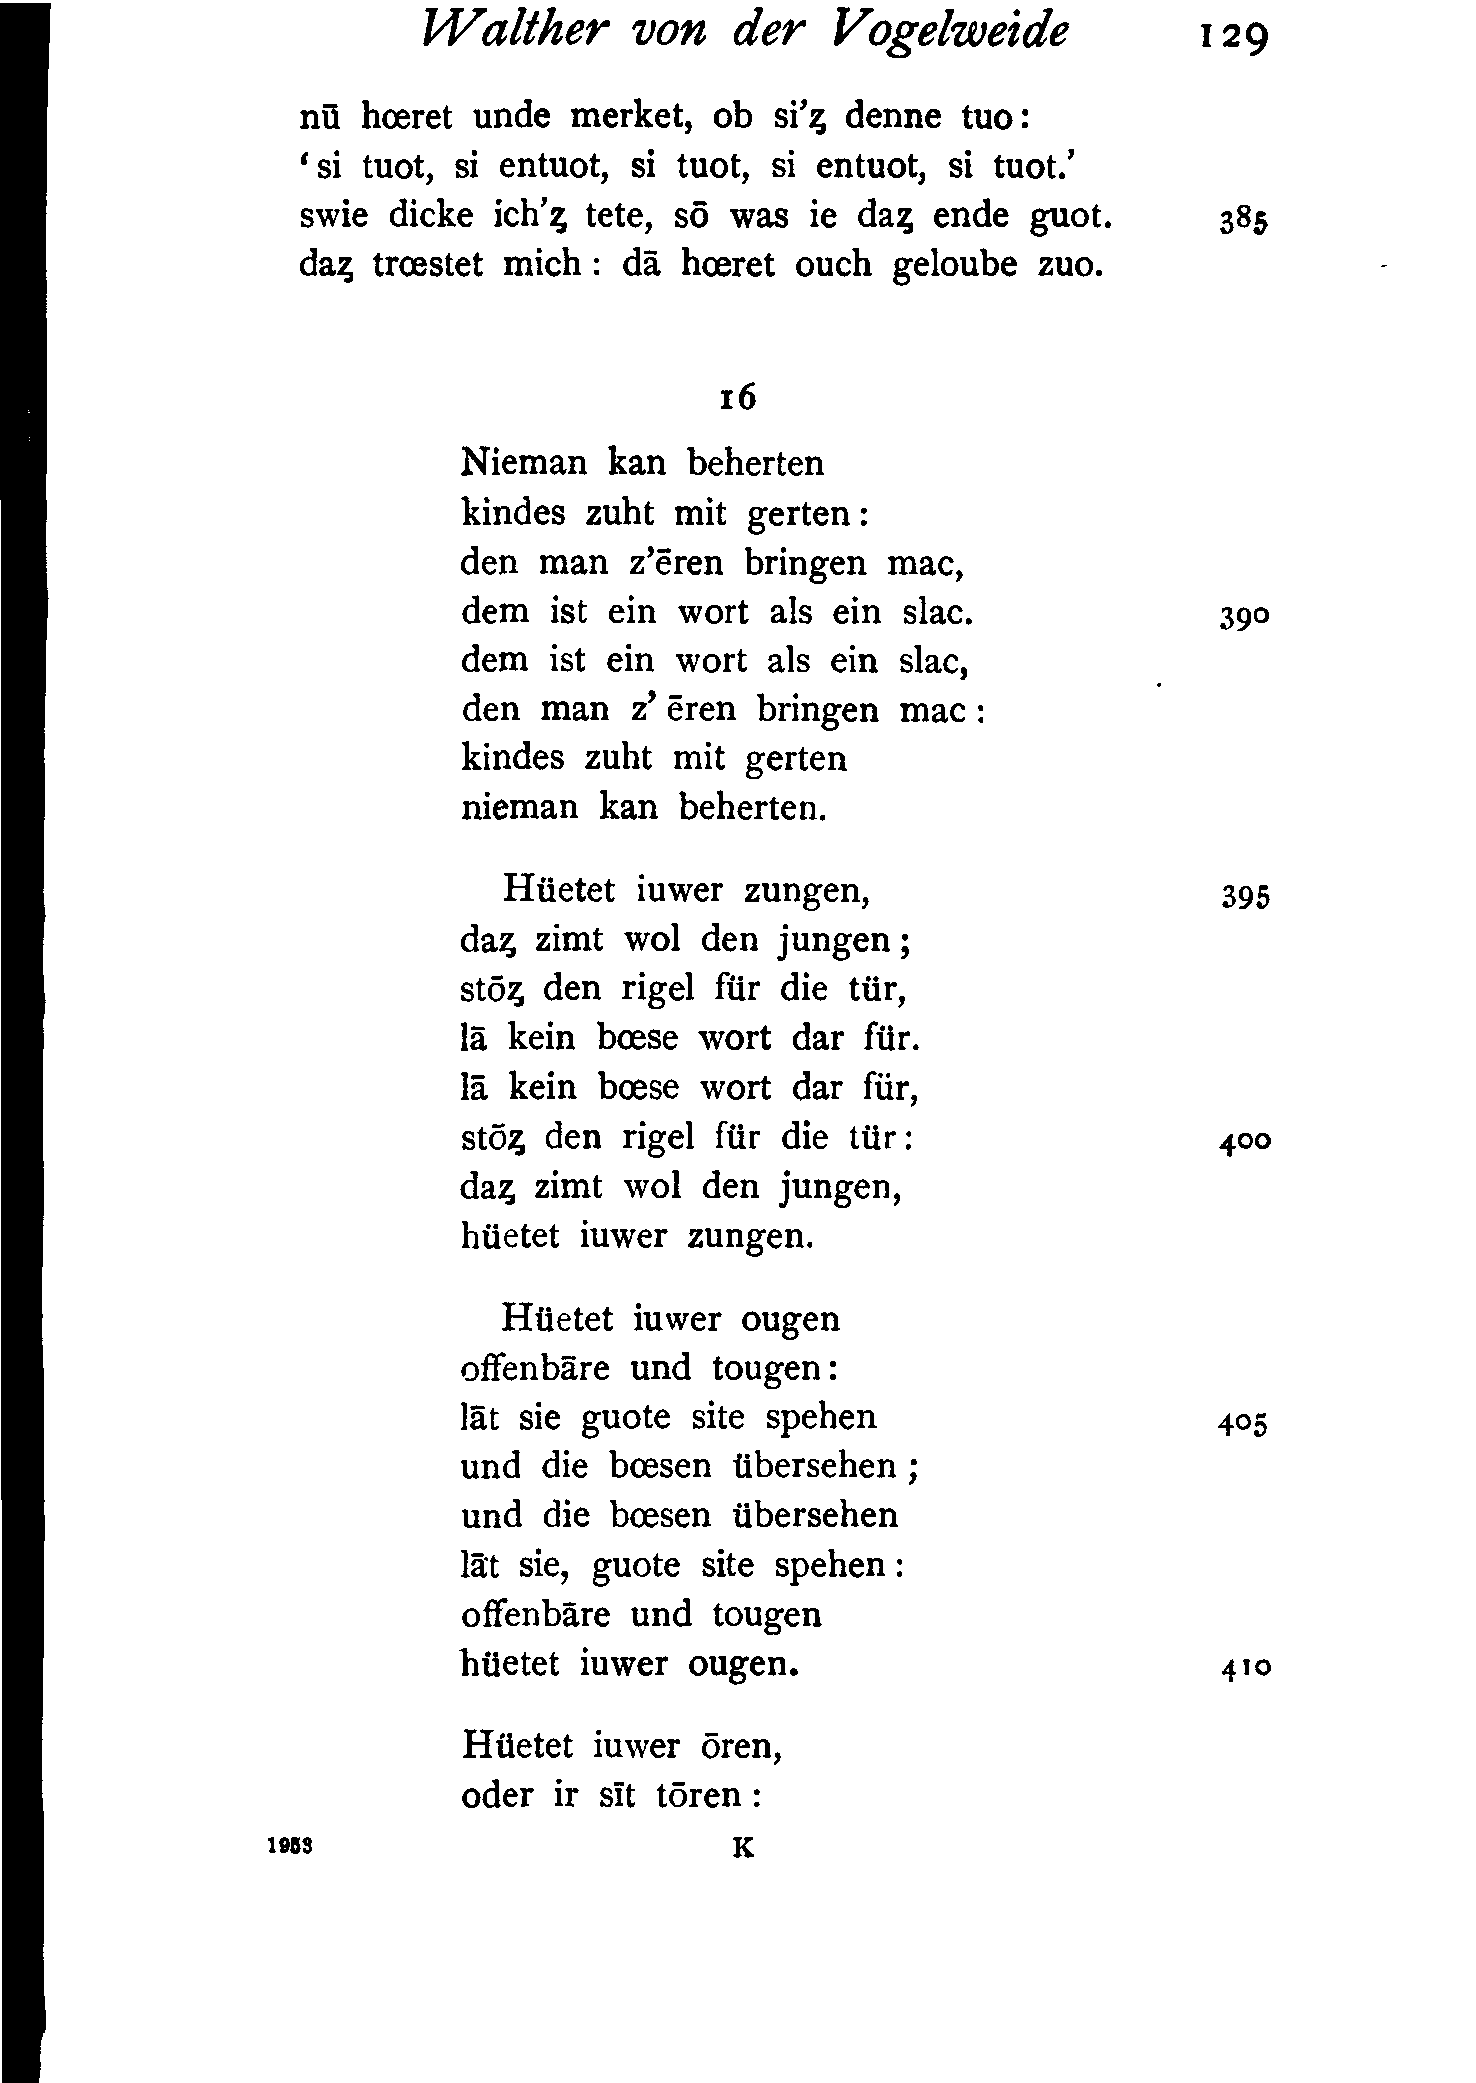 Walther von der Vogelweide 129
nū hœret unde merket, ob si’ȥ denne tuo:
‘si tuot, si entuot, si tuot, si entuot, si tuot.’
swie dicke ich’ȥ tete, sō was ie daȥ ende guot. 385
daȥ trœstet mich: dā hœret ouch geloube zuo.
16
Nieman kan beherten
kindes zuht mit gerten:
den man z’ēren bringen mac,
dem ist ein wort als ein slac. 390
dem ist ein wort als ein slac,
den man z’ ēren bringen mac:
kindes zuht mit gerten
nieman kan beherten.
Hüetet iuwer zungen, 395
daȥ zimt wol den jungen;
stōȥ den rigel für die tür,
lā kein bœse wort dar für.
lā kein bœse wort dar für,
stōȥ den rigel für die tür: 400
daȥ zimt wol den jungen,
hüetet iuwer zungen.
Hüetet iuwer ougen
offenbāre und tougen:
lāt sie guote site spehen 405
und die bœsen übersehen;
und die bœsen übersehen
lāt sie, guote site spehen:
offenbāre und tougen
hüetet iuwer ougen. 410
Hüetet iuwer ōren,
oder ir sīt tōren:
1953 K